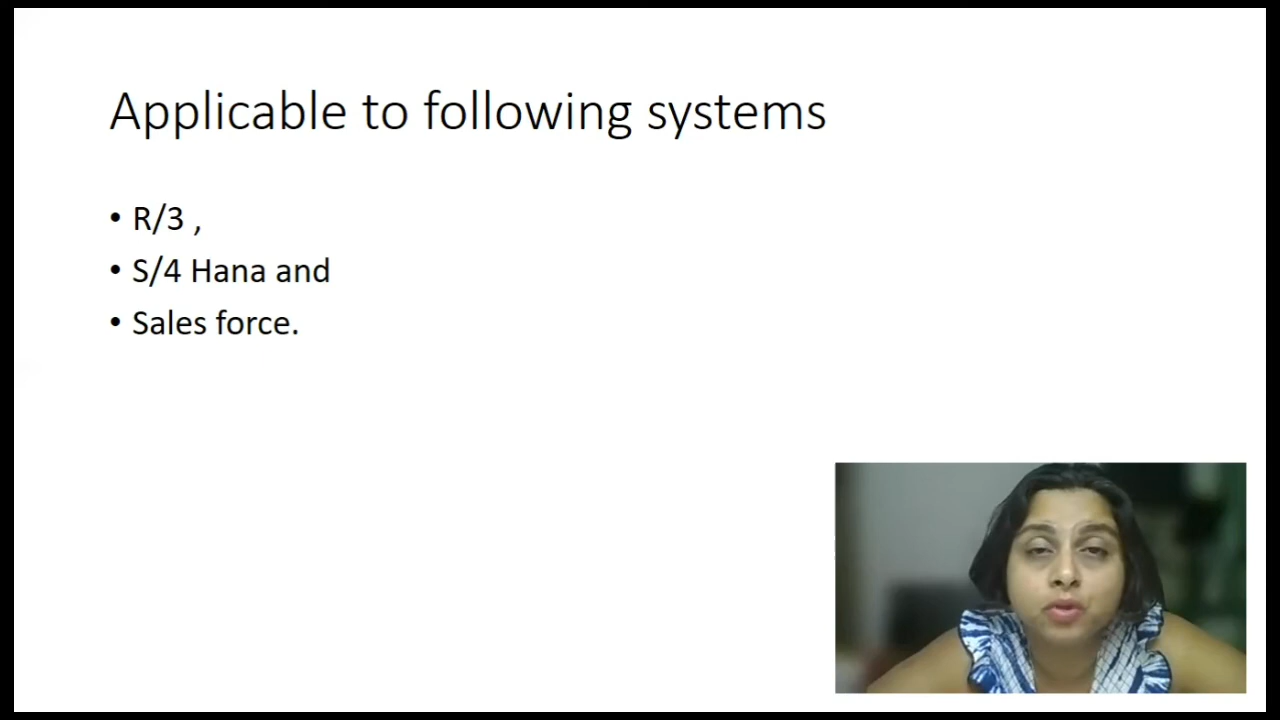 Applicable to following systems
• R/3 ,
• S/4 Hana and
• Sales force.